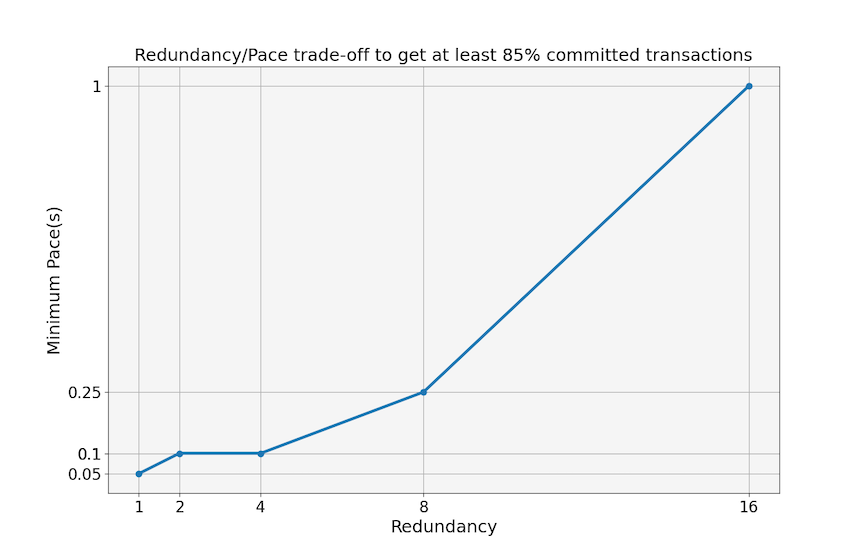 Redundancy/Pace trade-off to get at least 85% committed transactions
Minimum Pace(s)
1
0.25
0.1
0.05
1 2 4 8 16
Redundancy